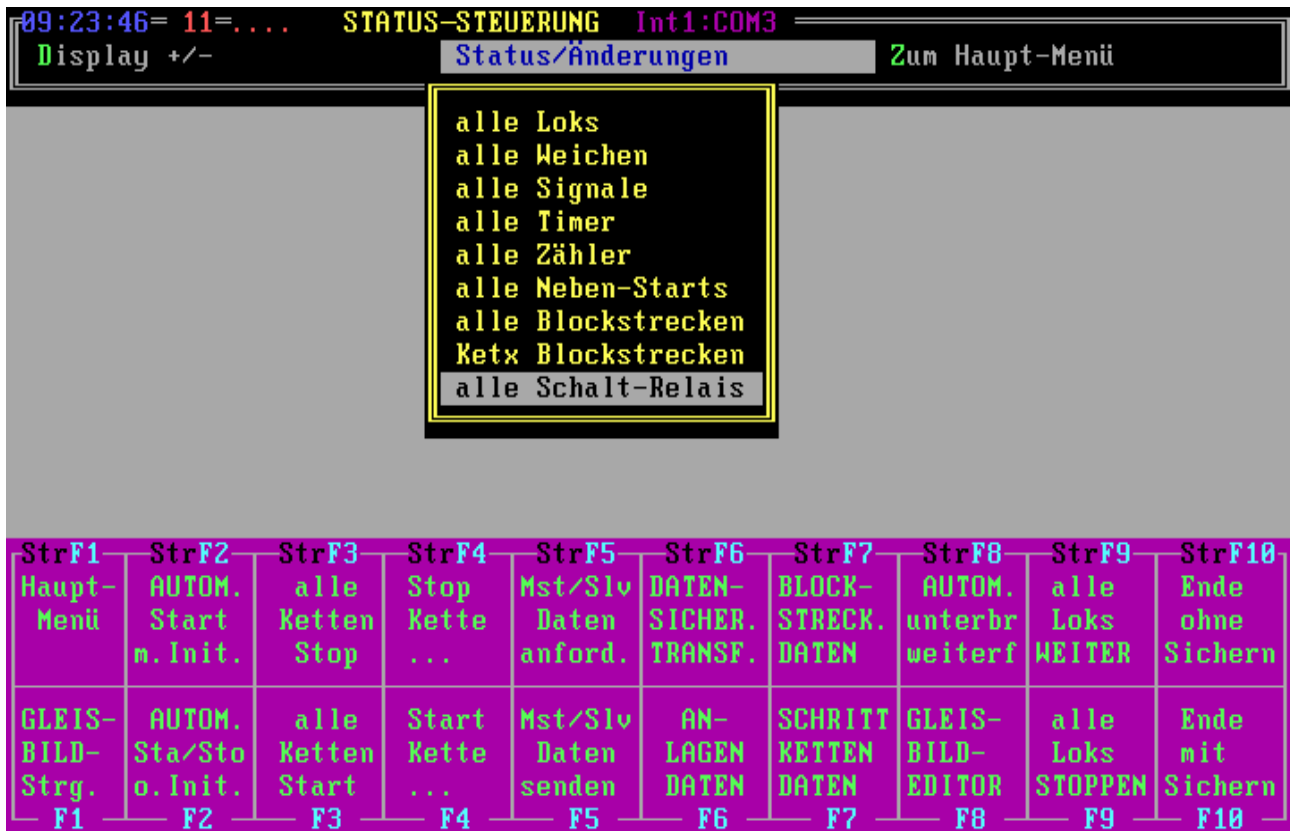 09:23:46= 11=.... STATUS-STEUERUNG Int1:COM3
Display +/- Status/Änderungen Zum Haupt-Menü
alle Loks
alle Weichen
alle Signale
alle Timer
alle Zähler
alle Neben-Starts
alle Blockstrecken
Ketx Blockstrecken
alle Schalt-Relais
StrF1 StrF2 StrF3 StrF4 StrF5 StrF6 StrF7 StrF8 StrF9 StrF10
Haupt- AUTOM. alle Stop Mst/Slv DATEN- BLOCK- AUTOM. alle Ende
Menü Start Ketten Kette Daten SICHER. STRECK. unterbr Loks ohne
m.Init. Stop ... anford. TRANSF. DATEN weiterf WEITER Sichern
GLEIS- AUTOM. alle Start Mst/Slv AN- SCHRITT GLEIS- alle Ende
BILD- Sta/Sto Ketten Kette Daten LAGEN KETTEN BILD- Loks mit
Strg. o.Init. Start ... senden DATEN DATEN EDITOR STOPPEN Sichern
F1 F2 F3 F4 F5 F6 F7 F8 F9 F10